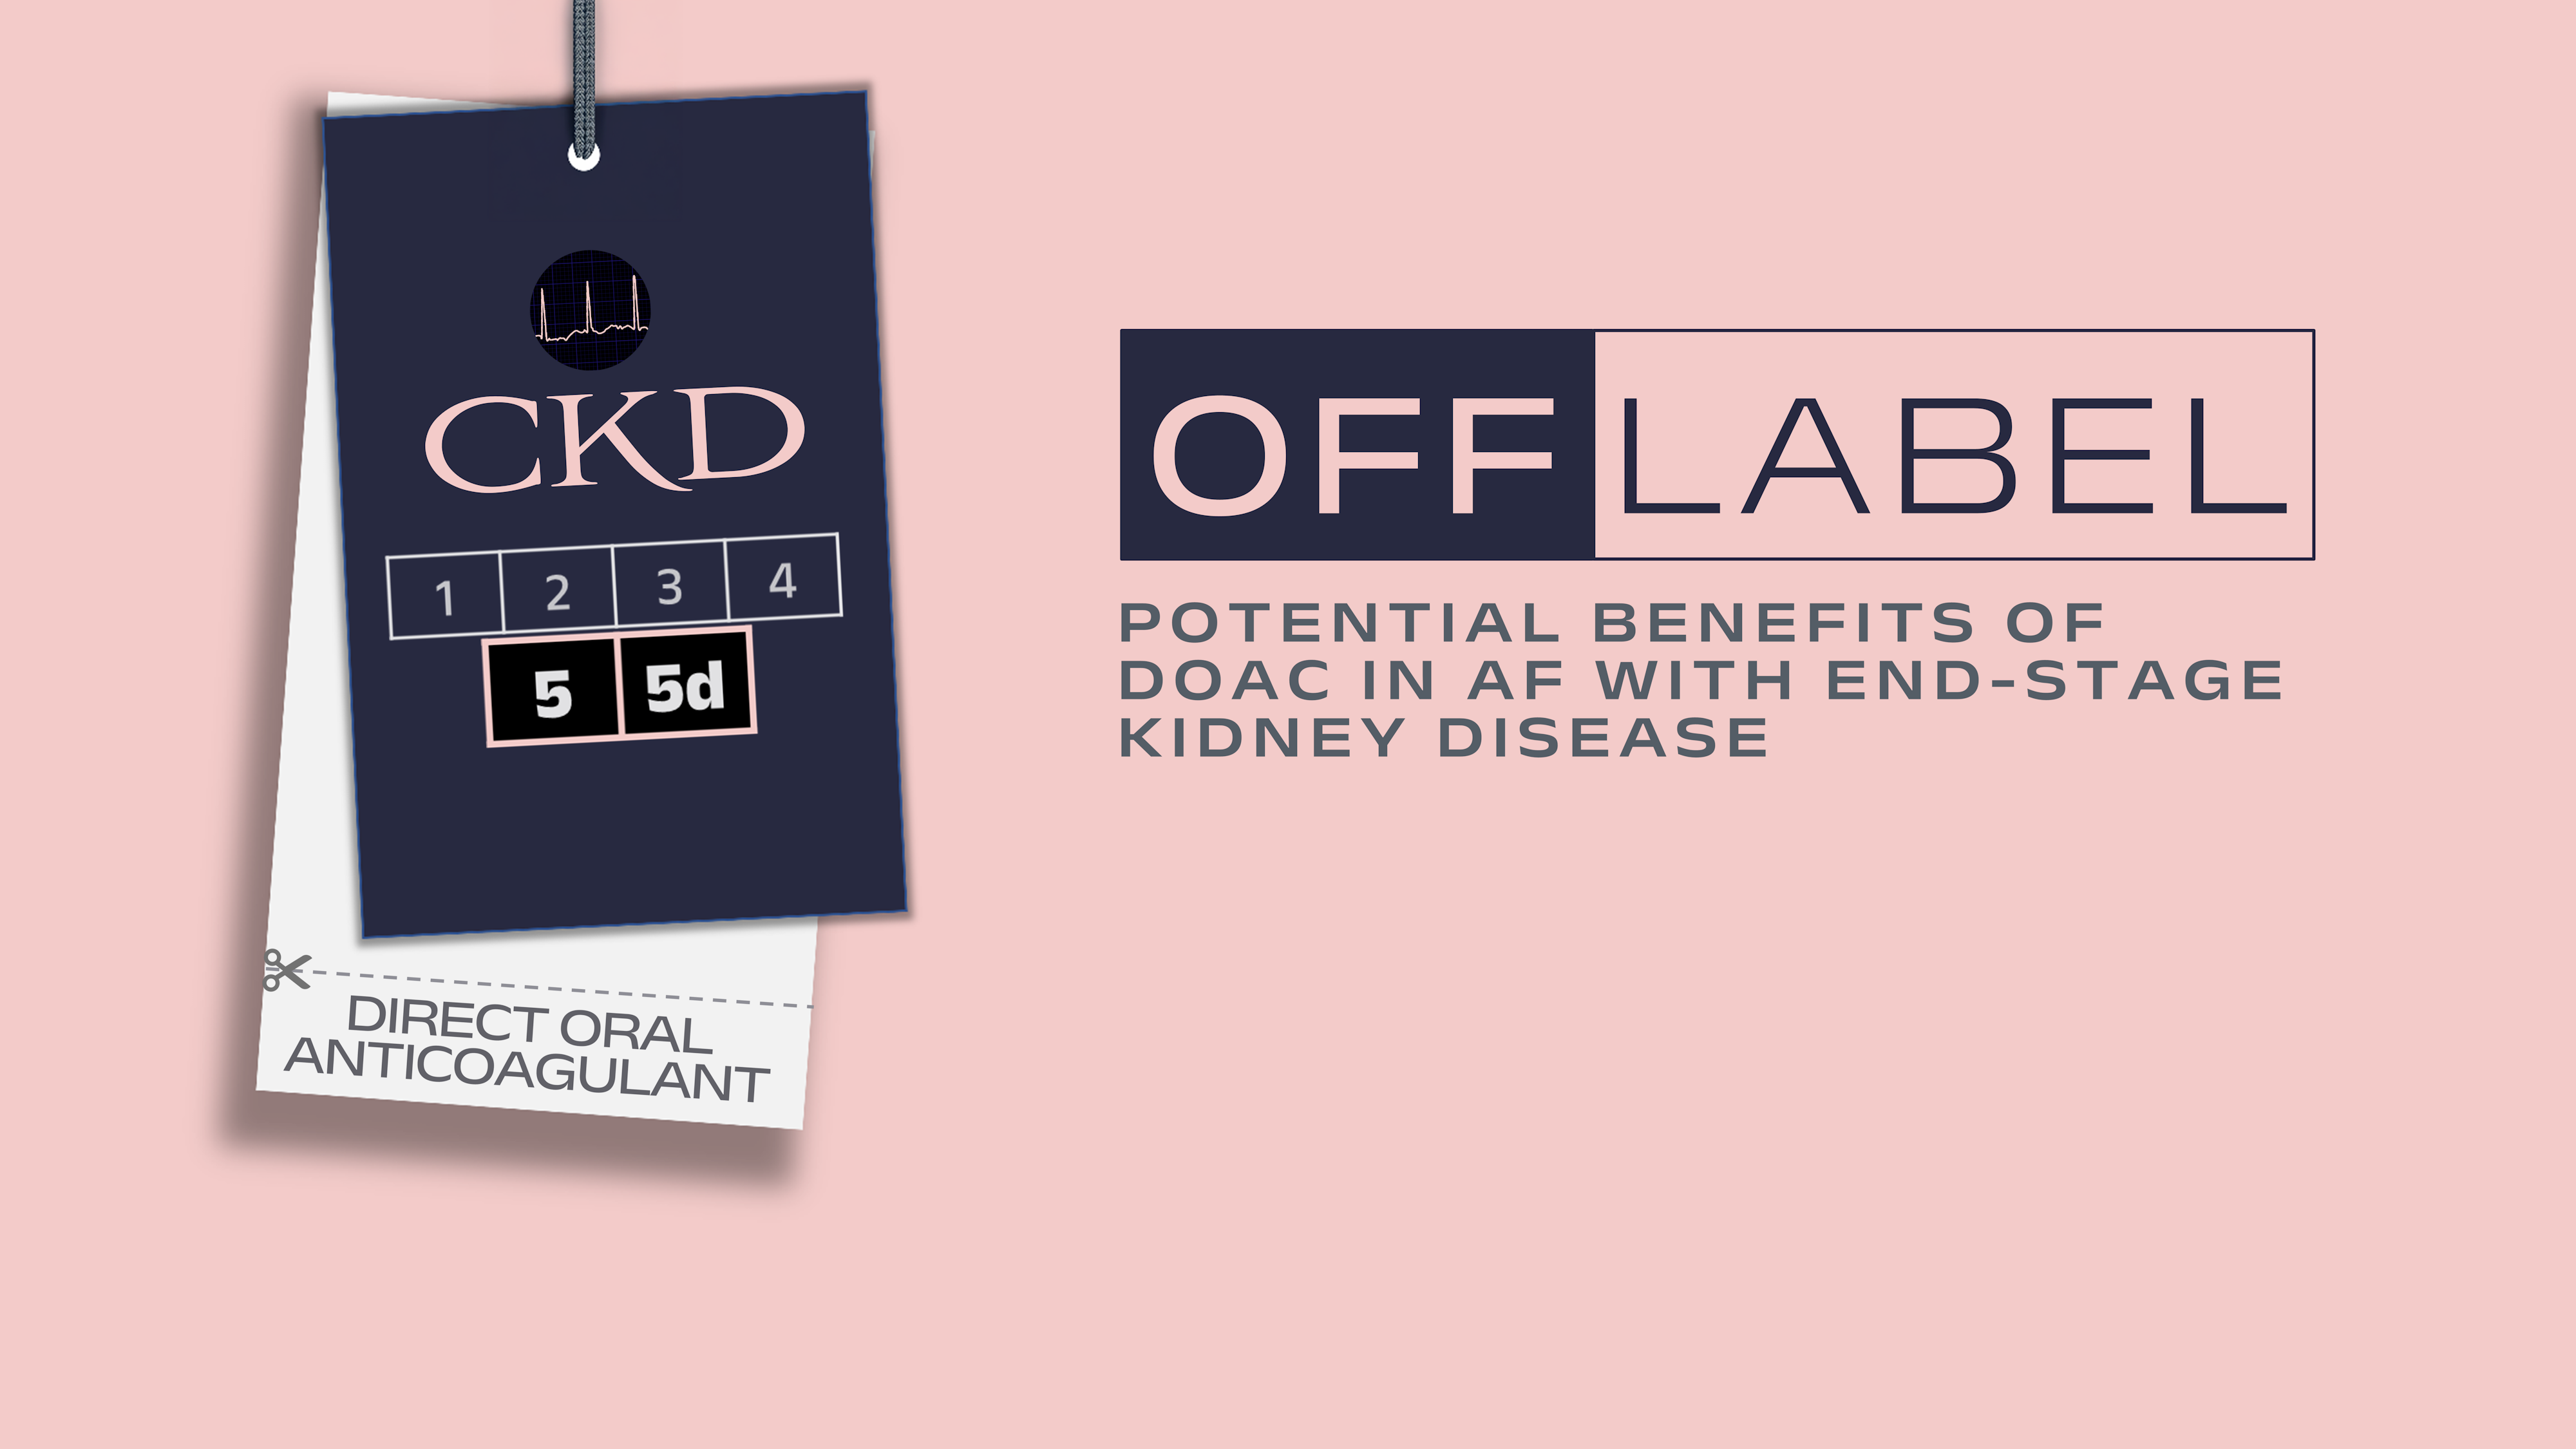 CKD
1 2 3 4
5 5d
DIRECT ORAL
ANTICOAGULANT
OFF LABEL
POTENTIAL BENEFITS OF
DOAC IN AF WITH END-STAGE
KIDNEY DISEASE